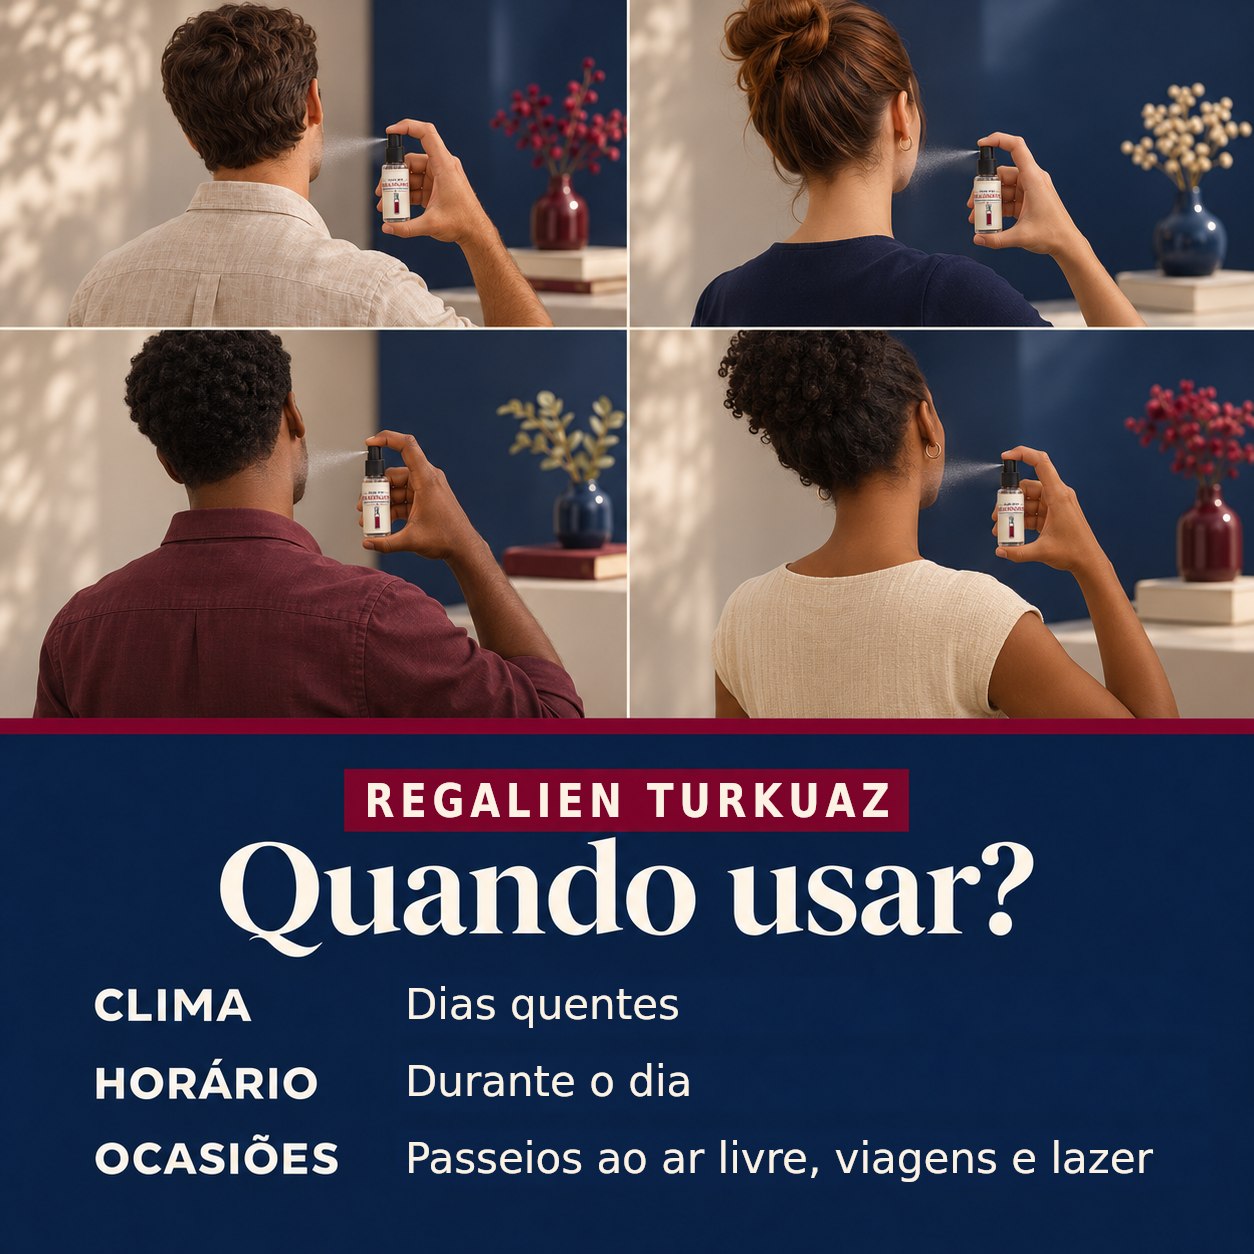 REGALIEN TURKUAZ
Quando usar?
CLIMA Dias quentes
HORÁRIO Durante o dia
OCASIÕES Passeios ao ar livre, viagens e lazer